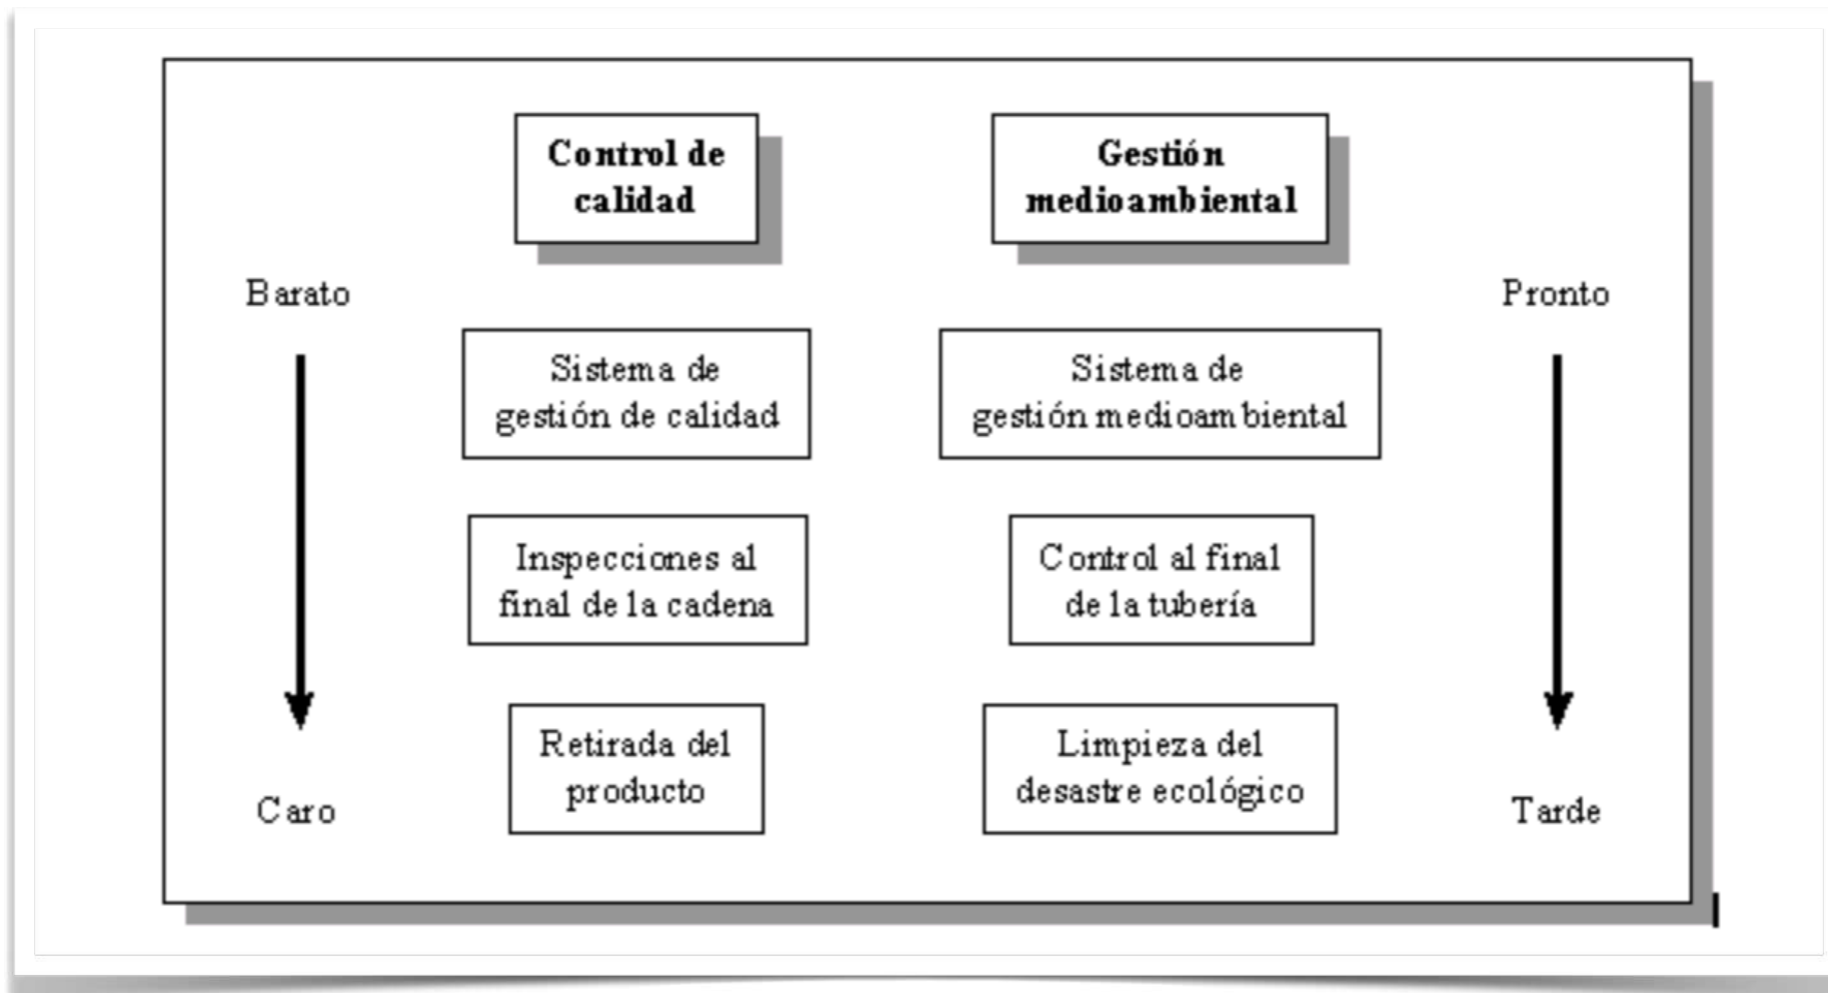 Control de
calidad
Gestión
medioambiental
Barato
Pronto
Sistema de
gestión de calidad
Sistema de
gestión medioambiental
Inspecciones al
final de la cadena
Control al final
de la tubería
Retirada del
producto
Limpieza del
desastre ecológico
Caro
Tarde